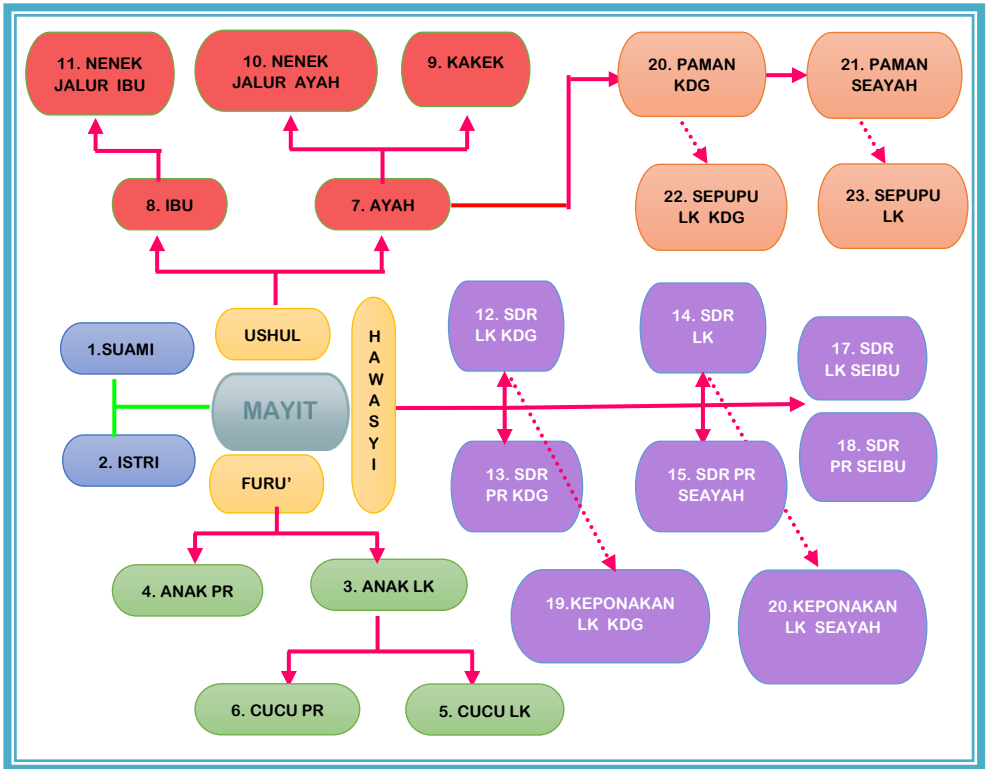 11. NENEK
JALUR IBU
10. NENEK
JALUR AYAH
9. KAKEK
20. PAMAN
KDG
21. PAMAN
SEAYAH
8. IBU
7. AYAH
22. SEPUPU
LK KDG
23. SEPUPU
LK
1.SUAMI
USHUL
HAWASYI
12. SDR
LK KDG
14. SDR
LK
17. SDR
LK SEIBU
MAYIT
2. ISTRI
FURU’
13. SDR
PR KDG
15. SDR PR
SEAYAH
18. SDR
PR SEIBU
4. ANAK PR
3. ANAK LK
19.KEPONAKAN
LK KDG
20.KEPONAKAN
LK SEAYAH
6. CUCU PR
5. CUCU LK